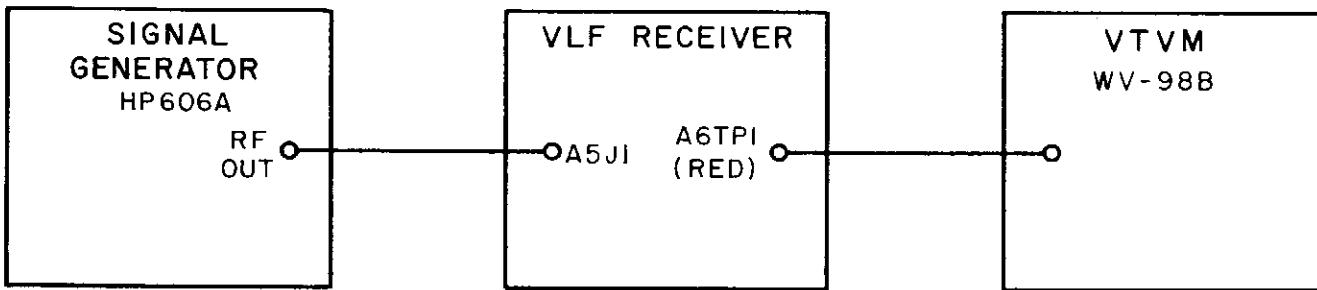 SIGNAL
GENERATOR
HP606A
RF
OUT
VLF RECEIVER
A5J1
A6TP1
(RED)
VTVM
WV-98B